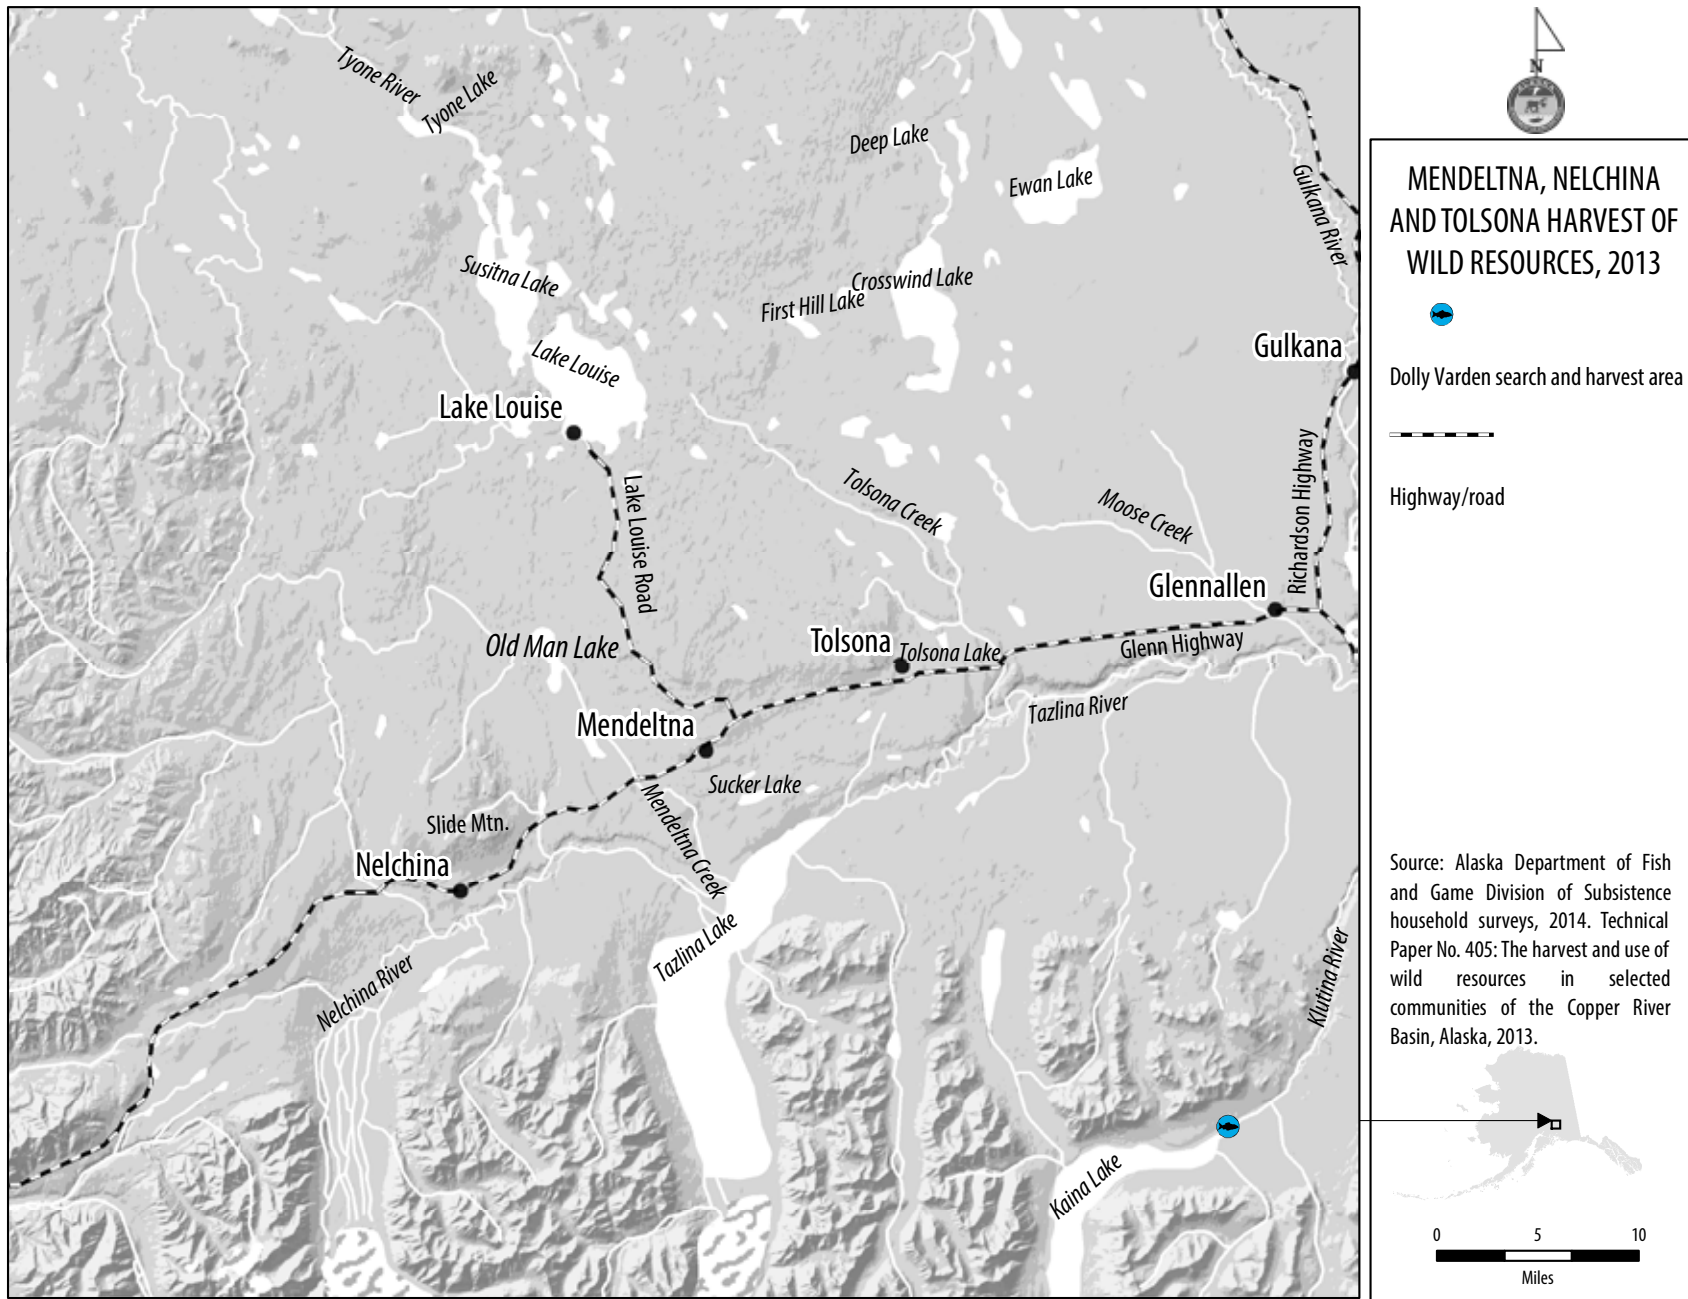 Tyone River
Tyone Lake
Deep Lake
Ewan Lake
Gulkana River
Susitna Lake
Crosswind Lake
First Hill Lake
Lake Louise
Gulkana
Lake Louise
Lake Louise Road
Tolsona Creek
Moose Creek
Richardson Highway
Glennallen
Old Man Lake
Tolsona
Tolsona Lake
Glenn Highway
Mendeltna
Tazlina River
Sucker Lake
Mendeltna Creek
Slide Mtn.
Nelchina
Tazlina Lake
Nelchina River
Klutina River
Kaina Lake
N
MENDELTNA, NELCHINA
AND TOLSONA HARVEST OF
WILD RESOURCES, 2013
Dolly Varden search and harvest area
Highway/road
Source: Alaska Department of Fish
and Game Division of Subsistence
household surveys, 2014. Technical
Paper No. 405: The harvest and use of
wild resources in selected
communities of the Copper River
Basin, Alaska, 2013.
0 5 10
Miles